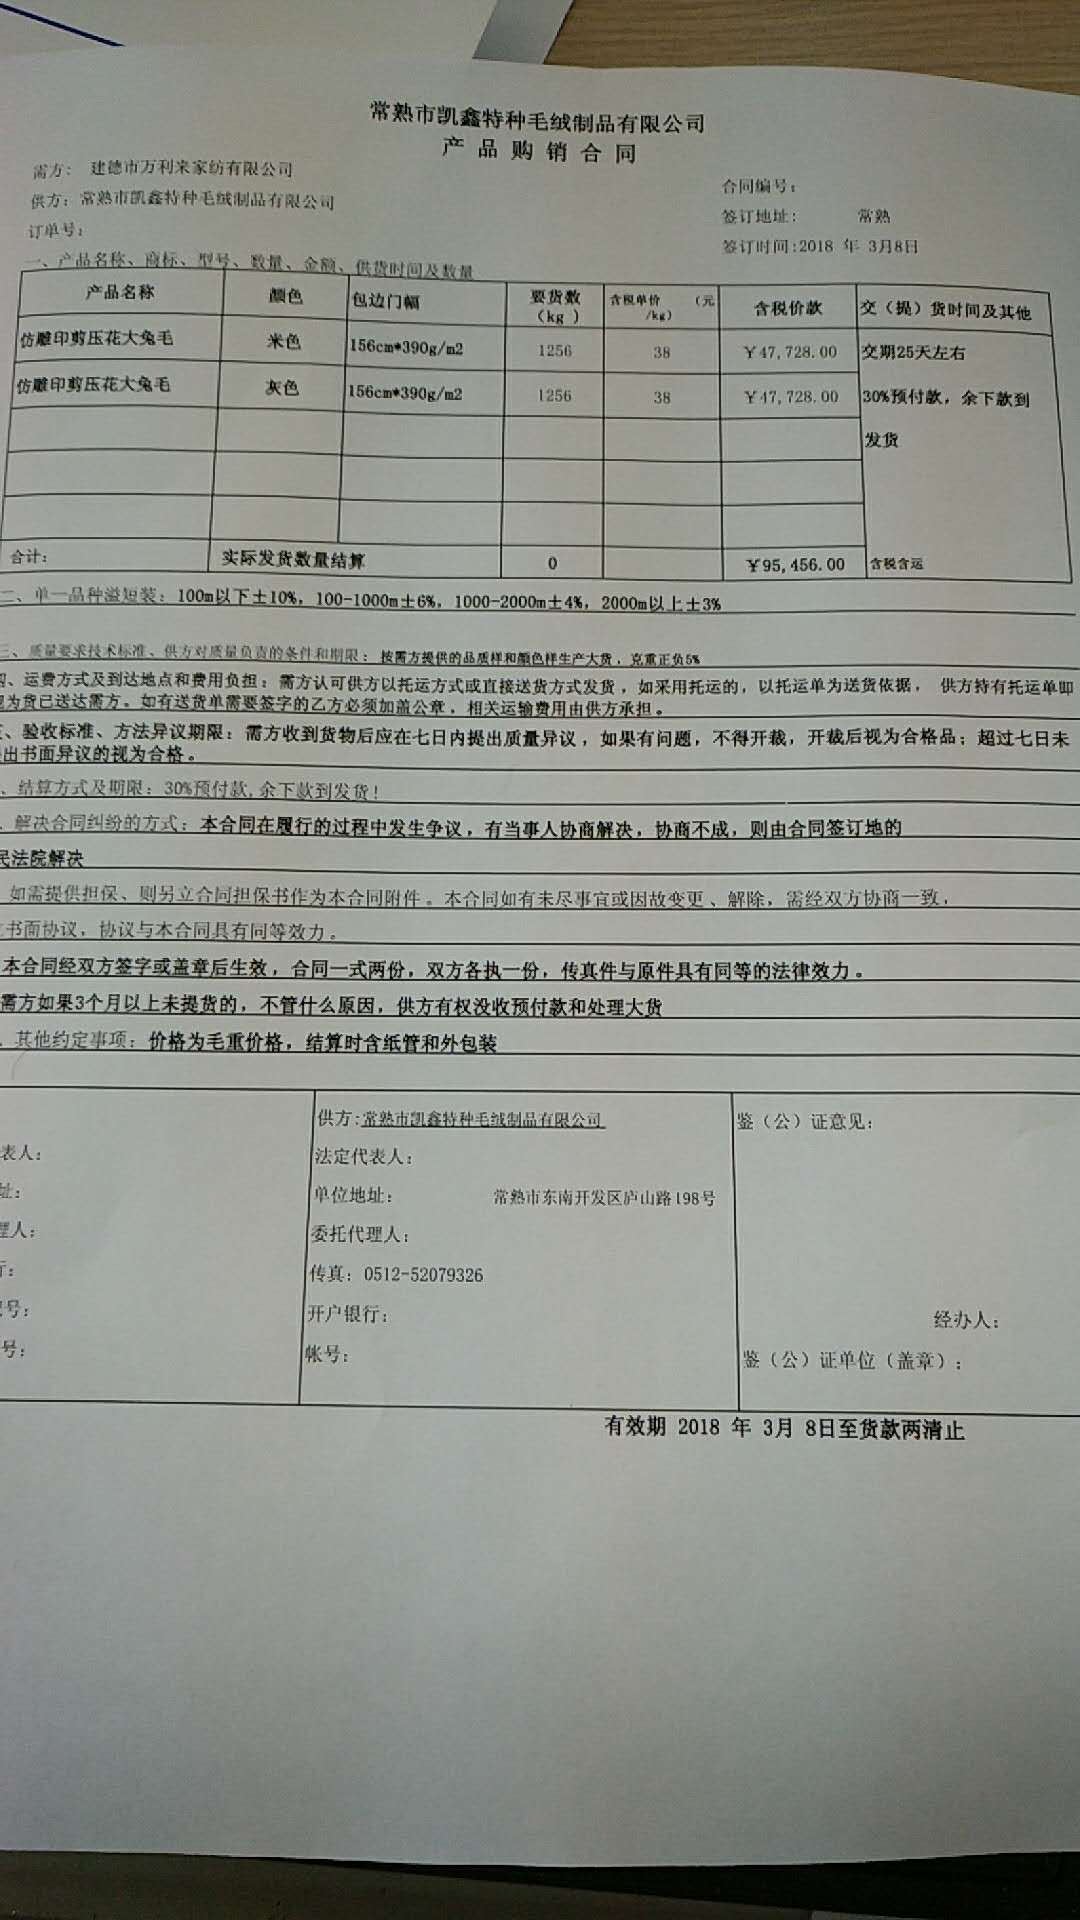 常熟市凯鑫特种毛绒制品有限公司
产品购销合同
需方: 建德市万利来家纺有限公司
合同编号:
供方: 常熟市凯鑫特种毛绒制品有限公司
签订地址: 常熟
订单号:
签订时间:2018 年 3月8日
一、产品名称、商标、型号、数量、金额、供货时间及数量
产品名称 颜色 包边门幅 要货数(kg) 含税单价 (元/kg) 含税价款 交(提)货时间及其他
仿雕印剪压花大兔毛 米色 156cm*390g/m2 1256 38 ￥47,728.00 交期25天左右
仿雕印剪压花大兔毛 灰色 156cm*390g/m2 1256 38 ￥47,728.00 30%预付款，余下款到
发货
合计: 实际发货数量结算 0 ￥95,456.00 含税含运
二、单一品种溢短装: 100m以下±10%, 100-1000m±6%, 1000-2000m±4%, 2000m以上±3%
三、质量要求技术标准、供方对质量负责的条件和期限: 按需方提供的品质样和颜色样生产大货，克重正负5%
、运费方式及到达地点和费用负担: 需方认可供方以托运方式或直接送货方式发货，如采用托运的，以托运单为送货依据， 供方持有托运单即
为货已送达需方。如有送货单需要签字的乙方必须加盖公章，相关运输费用由供方承担。
、验收标准、方法异议期限: 需方收到货物后应在七日内提出质量异议，如果有问题，不得开裁，开裁后视为合格品；超过七日未
出书面异议的视为合格。
、结算方式及期限: 30%预付款,余下款到发货!
、解决合同纠纷的方式: 本合同在履行的过程中发生争议，有当事人协商解决，协商不成，则由合同签订地的
民法院解决
如需提供担保、则另立合同担保书作为本合同附件。本合同如有未尽事宜或因故变更、解除，需经双方协商一致，
书面协议，协议与本合同具有同等效力。
本合同经双方签字或盖章后生效，合同一式两份，双方各执一份，传真件与原件具有同等的法律效力。
需方如果3个月以上未提货的，不管什么原因，供方有权没收预付款和处理大货
、其他约定事项: 价格为毛重价格，结算时含纸管和外包装
供方:常熟市凯鑫特种毛绒制品有限公司
鉴(公)证意见:
表人:
法定代表人:
址:
单位地址: 常熟市东南开发区庐山路198号
理人:
委托代理人:
行:
传真: 0512-52079326
号:
开户银行:
经办人:
号:
帐号:
鉴(公)证单位(盖章):
有效期 2018 年 3月 8日至货款两清止